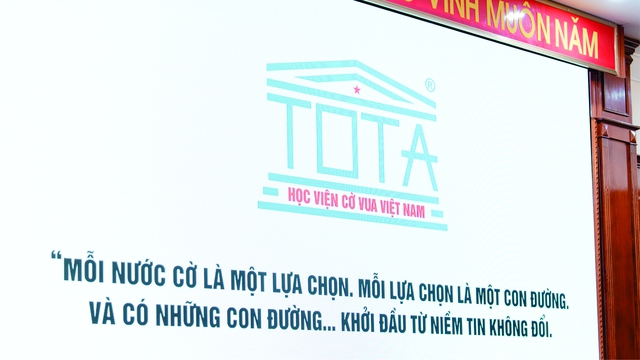 VINH MUÔN NĂM
®
TOTA
HỌC VIỆN CỜ VUA VIỆT NAM
“MỖI NƯỚC CỜ LÀ MỘT LỰA CHỌN. MỖI LỰA CHỌN LÀ MỘT CON ĐƯỜNG.
VÀ CÓ NHỮNG CON ĐƯỜNG... KHỞI ĐẦU TỪ NIỀM TIN KHÔNG ĐỔI.